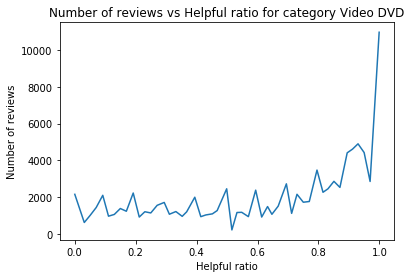 Number of reviews vs Helpful ratio for category Video DVD
10000
8000
6000
4000
2000
0
Number of reviews
0.0 0.2 0.4 0.6 0.8 1.0
Helpful ratio